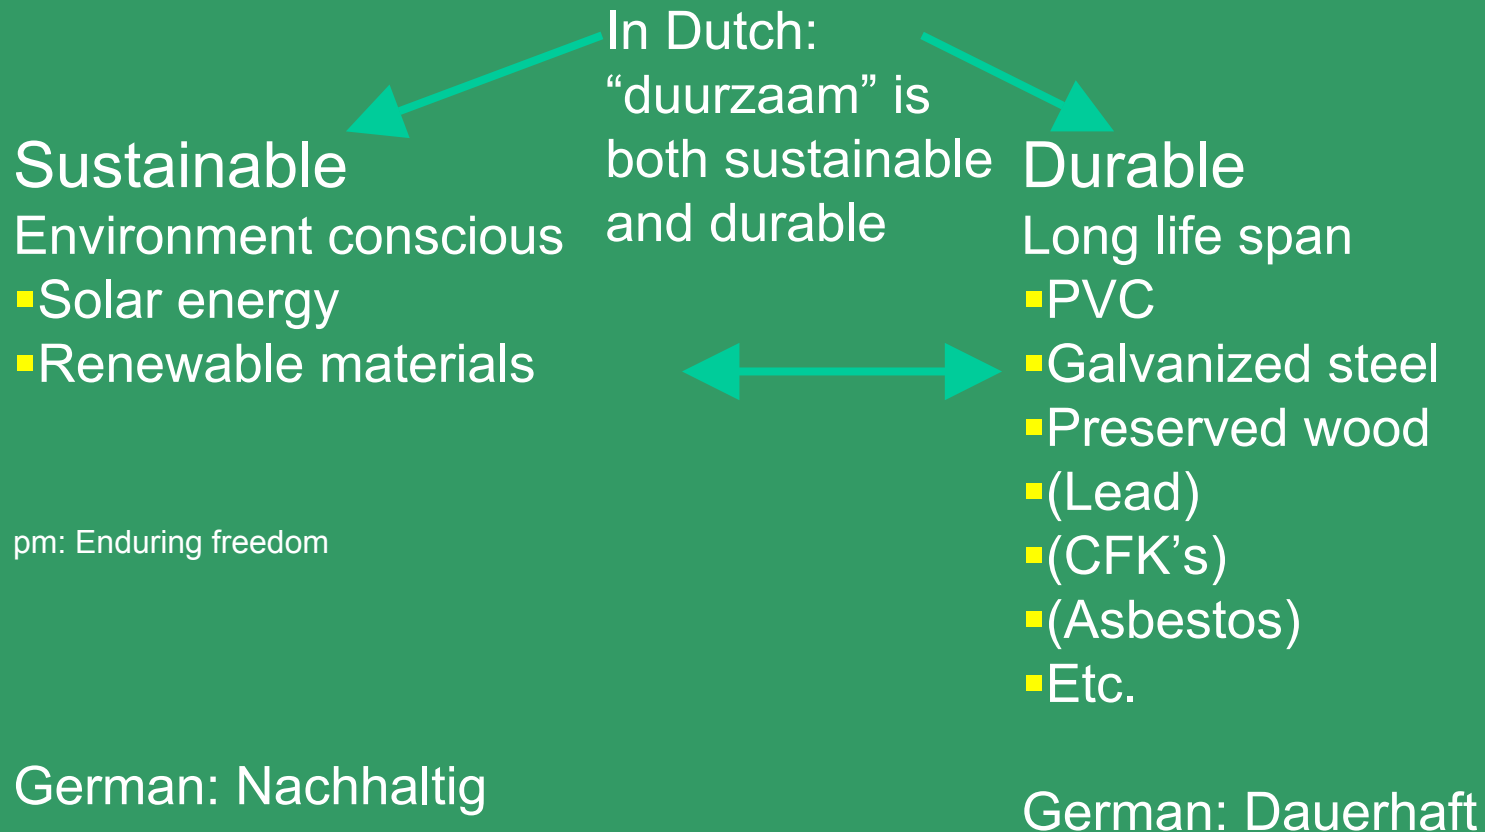 In Dutch:
“duurzaam” is
both sustainable
and durable
Sustainable
Environment conscious
▪Solar energy
▪Renewable materials
pm: Enduring freedom
German: Nachhaltig
Durable
Long life span
▪PVC
▪Galvanized steel
▪Preserved wood
▪(Lead)
▪(CFK’s)
▪(Asbestos)
▪Etc.
German: Dauerhaft